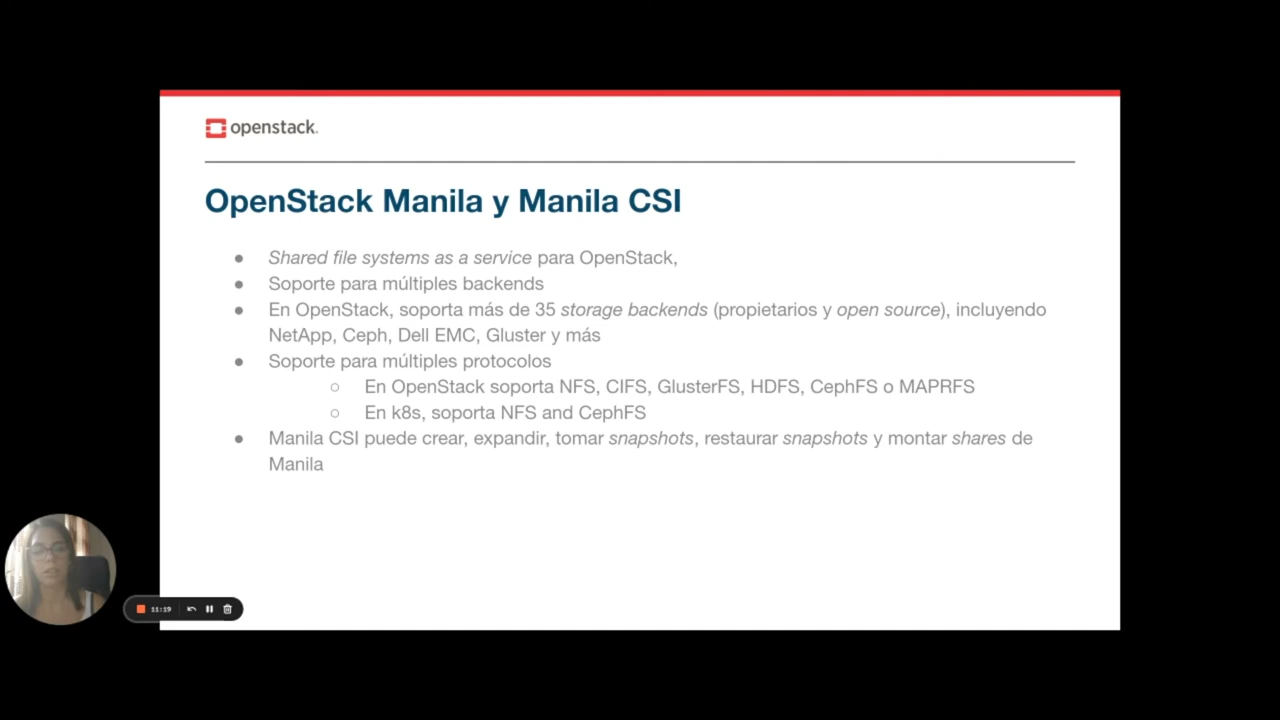 openstack.
OpenStack Manila y Manila CSI
● Shared file systems as a service para OpenStack,
● Soporte para múltiples backends
● En OpenStack, soporta más de 35 storage backends (propietarios y open source), incluyendo
NetApp, Ceph, Dell EMC, Gluster y más
● Soporte para múltiples protocolos
○ En OpenStack soporta NFS, CIFS, GlusterFS, HDFS, CephFS o MAPRFS
○ En k8s, soporta NFS and CephFS
● Manila CSI puede crear, expandir, tomar snapshots, restaurar snapshots y montar shares de
Manila
11:19